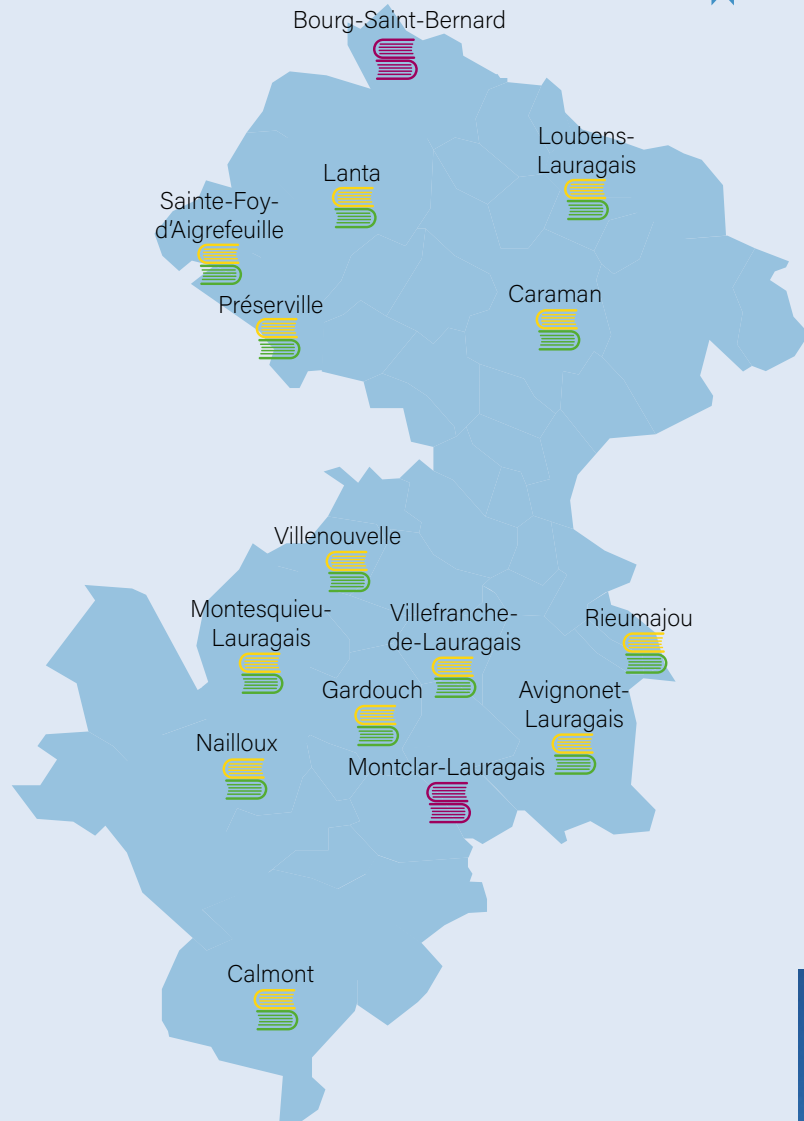 Bourg-Saint-Bernard
Loubens-
Lauragais
Lanta
Sainte-Foy-
d'Aigrefeuille
Caraman
Préserville
Villenouvelle
Montesquieu-
Lauragais
Villefranche-
de-Lauragais
Rieumajou
Gardouch
Avignonet-
Lauragais
Nailloux
Montclar-Lauragais
Calmont